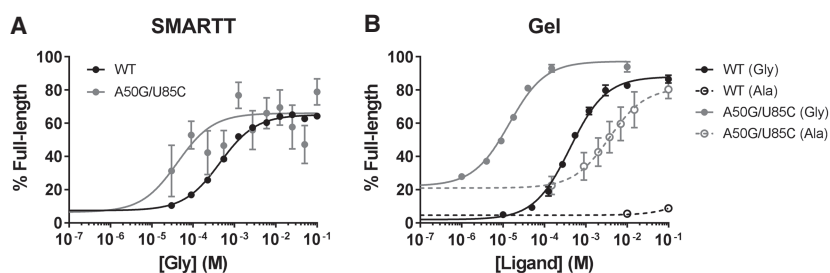 A
SMARTT
% Full-length
100
80
60
40
20
0
WT
A50G/U85C
10-7
10-6
10-5
10-4
10-3
10-2
10-1
[Gly] (M)
B
Gel
% Full-length
100
80
60
40
20
0
10-7
10-6
10-5
10-4
10-3
10-2
10-1
[Ligand] (M)
WT (Gly)
WT (Ala)
A50G/U85C (Gly)
A50G/U85C (Ala)